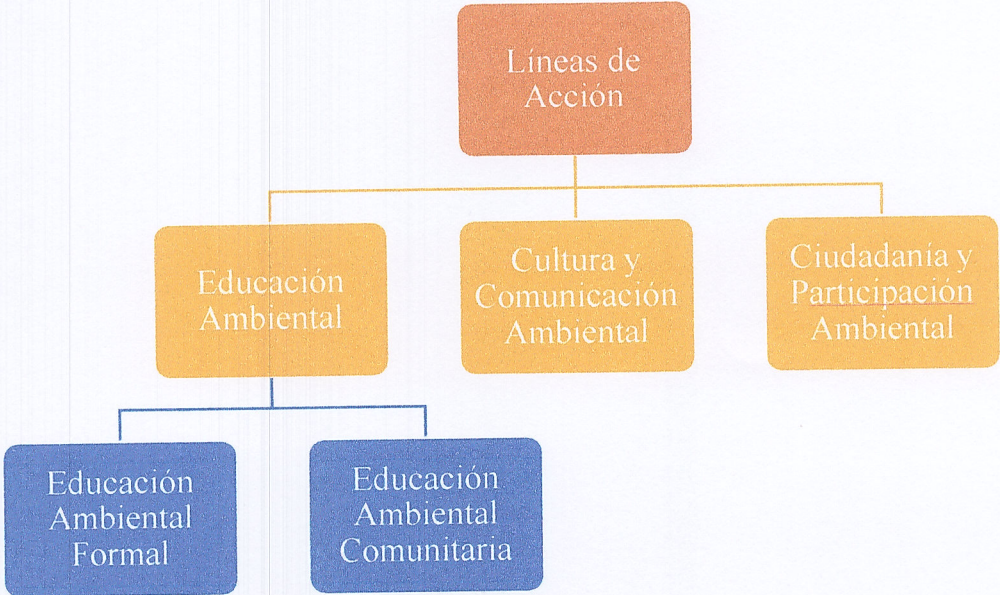 Líneas de
Acción
Educación
Ambiental
Cultura y
Comunicación
Ambiental
Ciudadanía y
Participación
Ambiental
Educación
Ambiental
Formal
Educación
Ambiental
Comunitaria